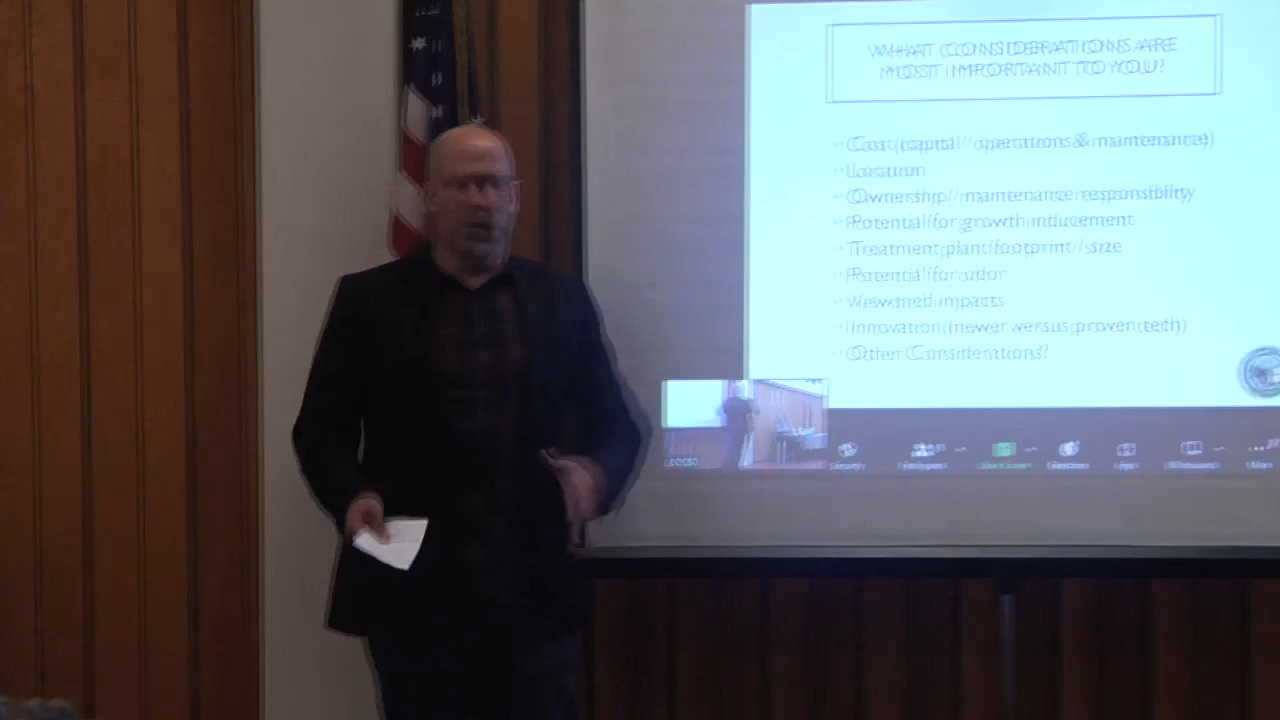 WHAT CONSIDERATIONS ARE
MOST IMPORTANT TO YOU?
Cost (capital / operations & maintenance)
Location
Ownership / maintenance responsibility
Potential for growth inducement
Treatment plant footprint / size
Potential for odor
Viewshed impacts
Innovation (newer versus proven tech)
Other Considerations?